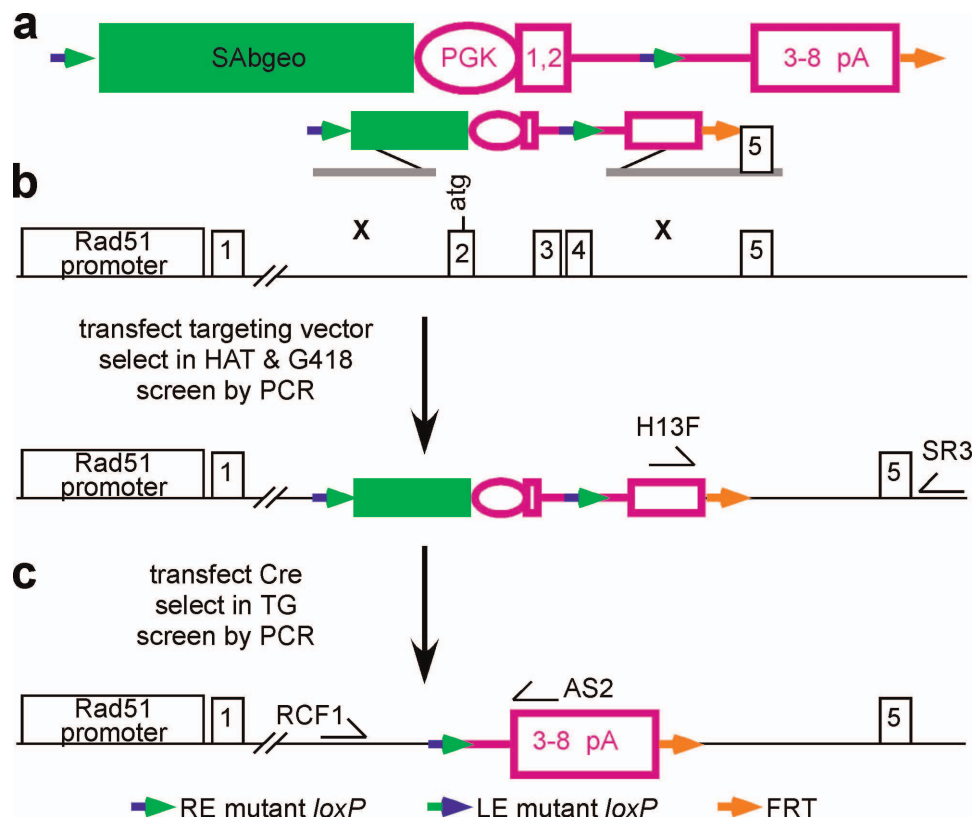 a
SAbgeo
PGK
1,2
3-8 pA
5
b
atg
x
x
Rad51
promoter
1
2
3
4
5
transfect targeting vector
select in HAT & G418
screen by PCR
H13F
SR3
Rad51
promoter
1
5
c
transfect Cre
select in TG
screen by PCR
Rad51
promoter
1
RCF1
AS2
3-8 pA
5
RE mutant loxP
LE mutant loxP
FRT